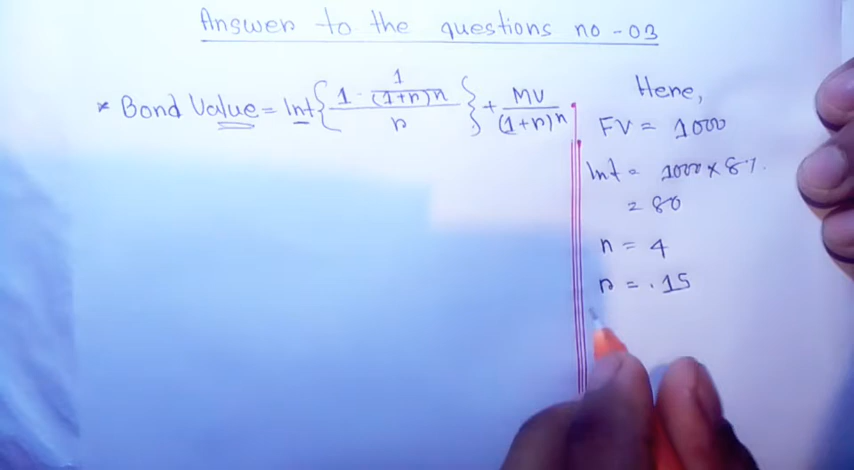 Answer to the questions no - 03
* Bond Value = Int { 1 - 1/(1+r)n / r } + MV/(1+r)n
Here,
FV = 1000
Int = 1000 × 8%.
= 80
n = 4
r = .15